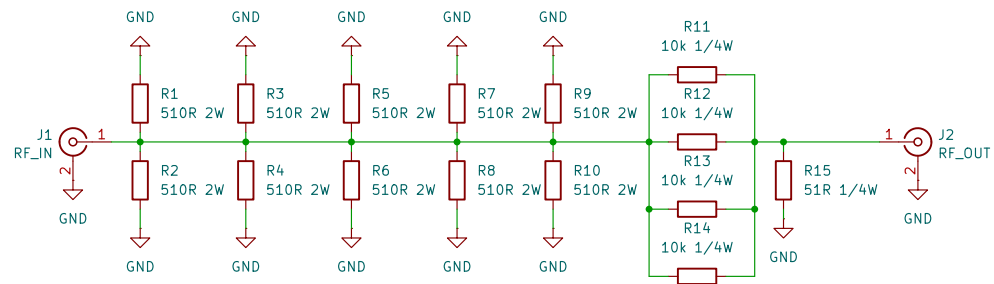 GND GND GND GND GND
R11
10k 1/4W
R1 R3 R5 R7 R9
510R 2W 510R 2W 510R 2W 510R 2W 510R 2W
R12
10k 1/4W
J1 1
RF_IN
2
1 J2
RF_OUT
2
R13
10k 1/4W
R2 R4 R6 R8 R10
510R 2W 510R 2W 510R 2W 510R 2W 510R 2W
R15
51R 1/4W
GND
GND
R14
10k 1/4W
GND
GND GND GND GND GND